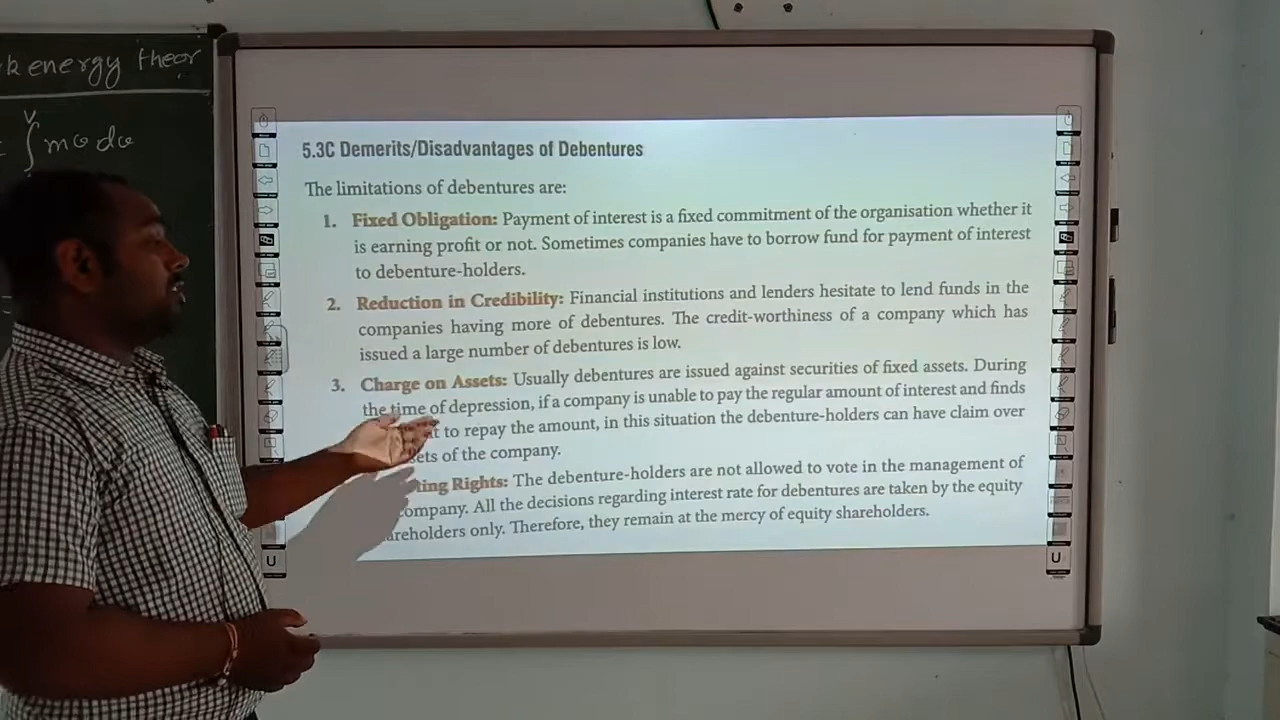 k energy theor
∫ mv dv
5.3C Demerits/Disadvantages of Debentures
The limitations of debentures are:
1. Fixed Obligation: Payment of interest is a fixed commitment of the organisation whether it
is earning profit or not. Sometimes companies have to borrow fund for payment of interest
to debenture-holders.
2. Reduction in Credibility: Financial institutions and lenders hesitate to lend funds in the
companies having more of debentures. The credit-worthiness of a company which has
issued a large number of debentures is low.
3. Charge on Assets: Usually debentures are issued against securities of fixed assets. During
the time of depression, if a company is unable to pay the regular amount of interest and finds
t to repay the amount, in this situation the debenture-holders can have claim over
ets of the company.
ting Rights: The debenture-holders are not allowed to vote in the management of
ompany. All the decisions regarding interest rate for debentures are taken by the equity
areholders only. Therefore, they remain at the mercy of equity shareholders.
U
U